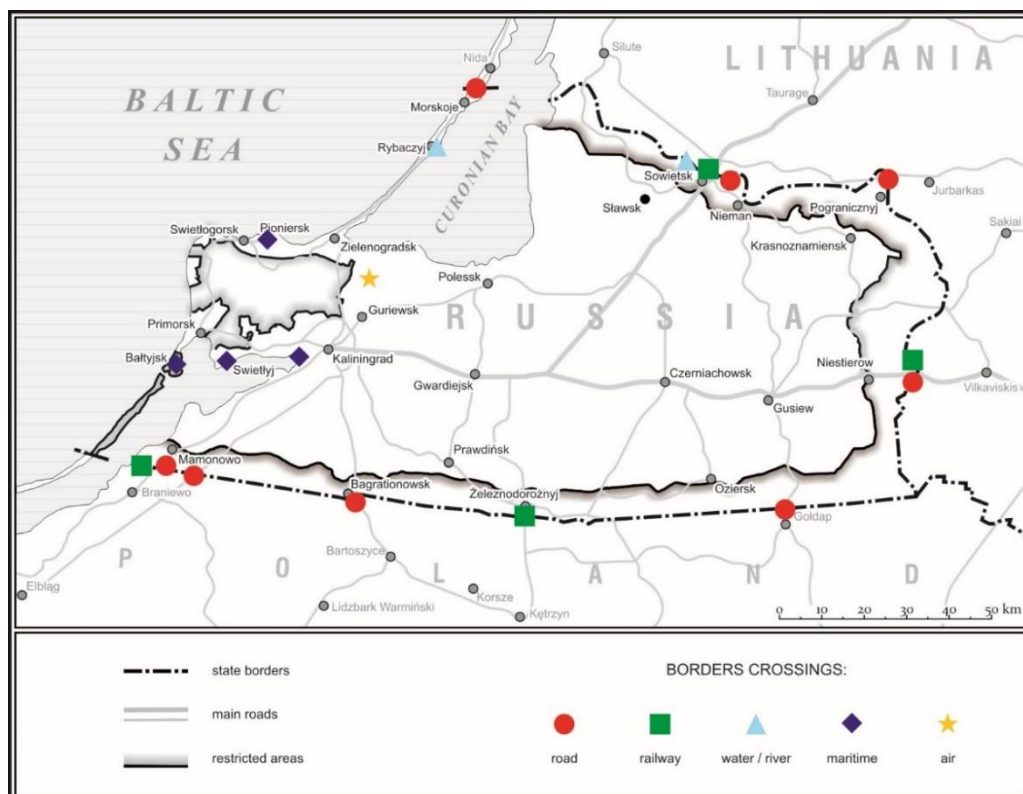 Nida
Silute
LITHUANIA
BALTIC
SEA
Taurage
Morskoje
Rybaczyj
CURONIAN BAY
Sowietsk
Jurbarkas
Sławsk
Nieman
Pogranicznyj
Sakiai
Swietłogorsk
Pioniersk
Zielenogradsk
Krasnoznamiensk
Polessk
RUSSIA
Guriewsk
Primorsk
Bałtyjsk
Swietłyj
Kaliningrad
Gwardiejsk
Czerniachowsk
Niestierow
Vilkaviskis
Gusiew
Mamonowo
Prawdińsk
Braniewo
Bagrationowsk
Železnodorožnyj
Oziersk
Gołdap
POLAND
Bartoszyce
Elbląg
Korsze
Lidzbark Warmiński
Kętrzyn
0 10 20 30 40 50 km
state borders
main roads
restricted areas
BORDERS CROSSINGS:
road
railway
water / river
maritime
air